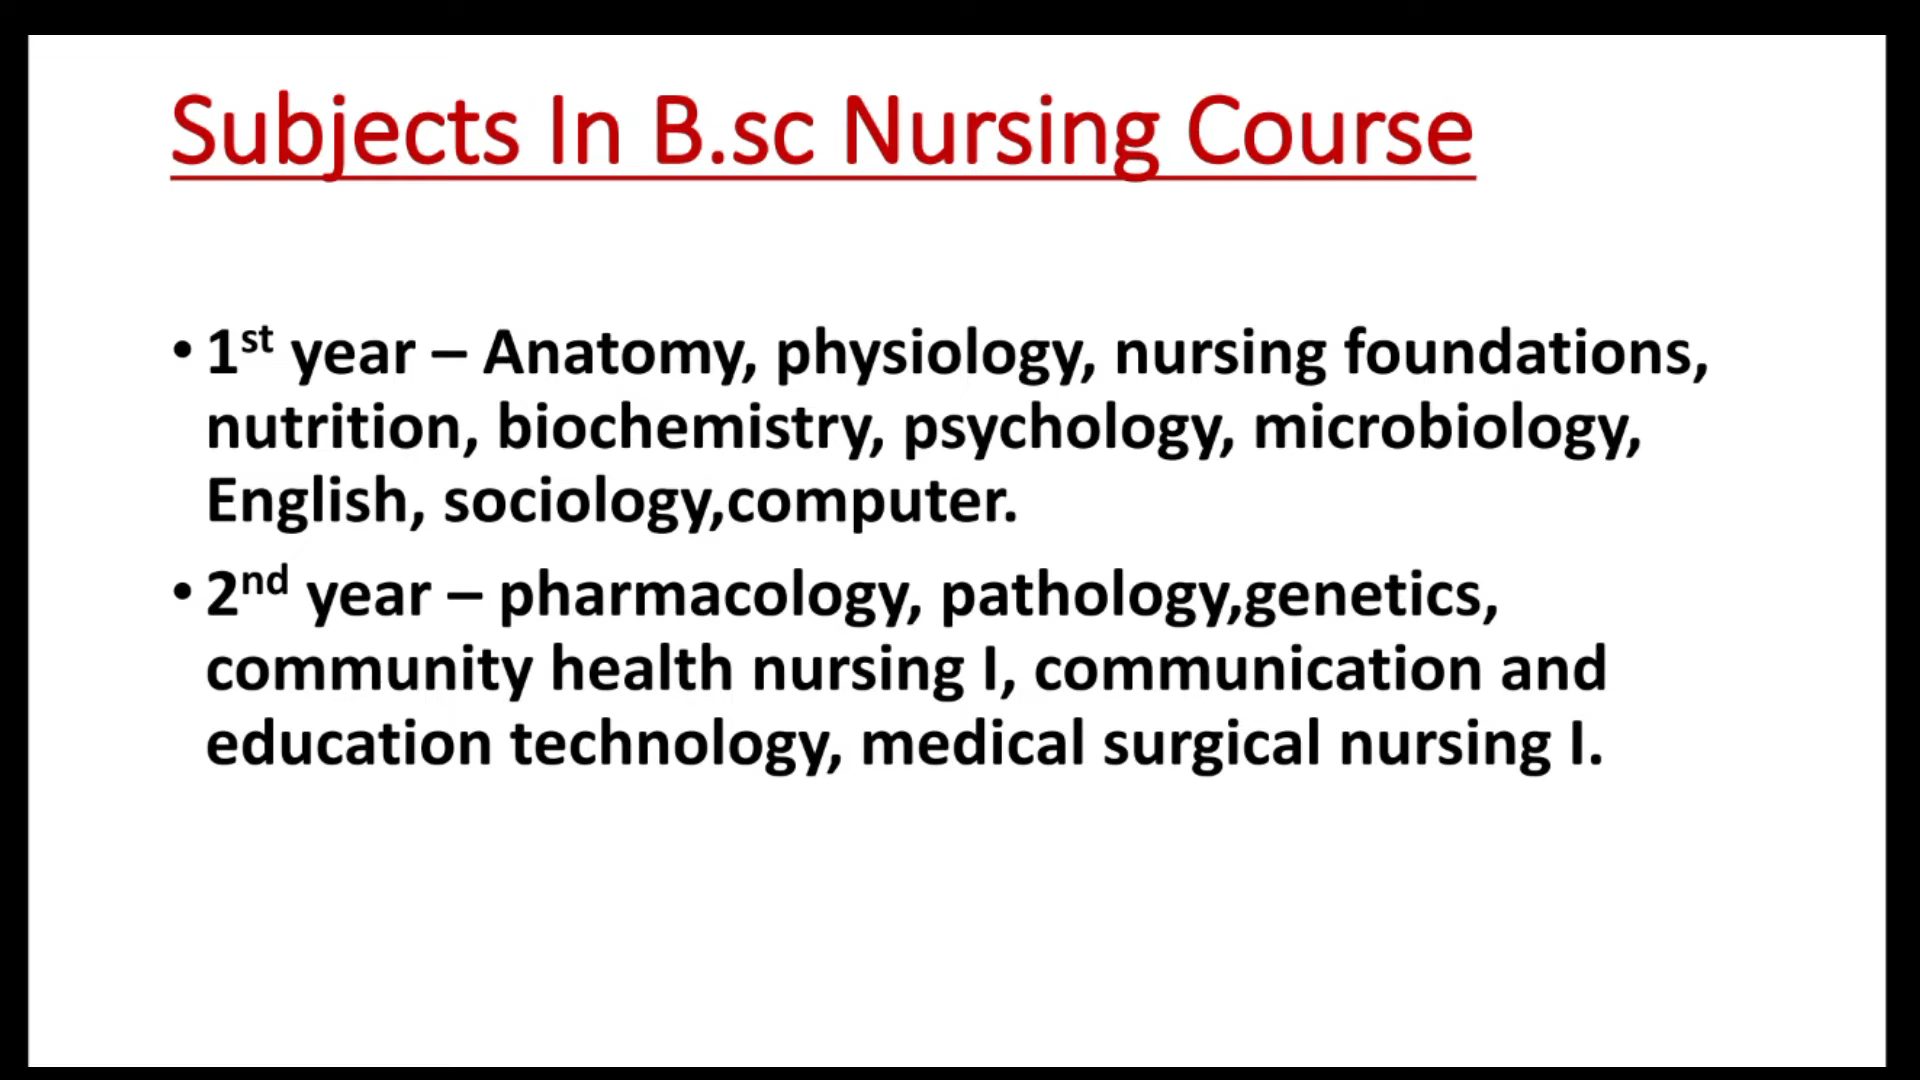 Subjects In B.sc Nursing Course
• 1st year – Anatomy, physiology, nursing foundations,
nutrition, biochemistry, psychology, microbiology,
English, sociology,computer.
• 2nd year – pharmacology, pathology,genetics,
community health nursing I, communication and
education technology, medical surgical nursing I.